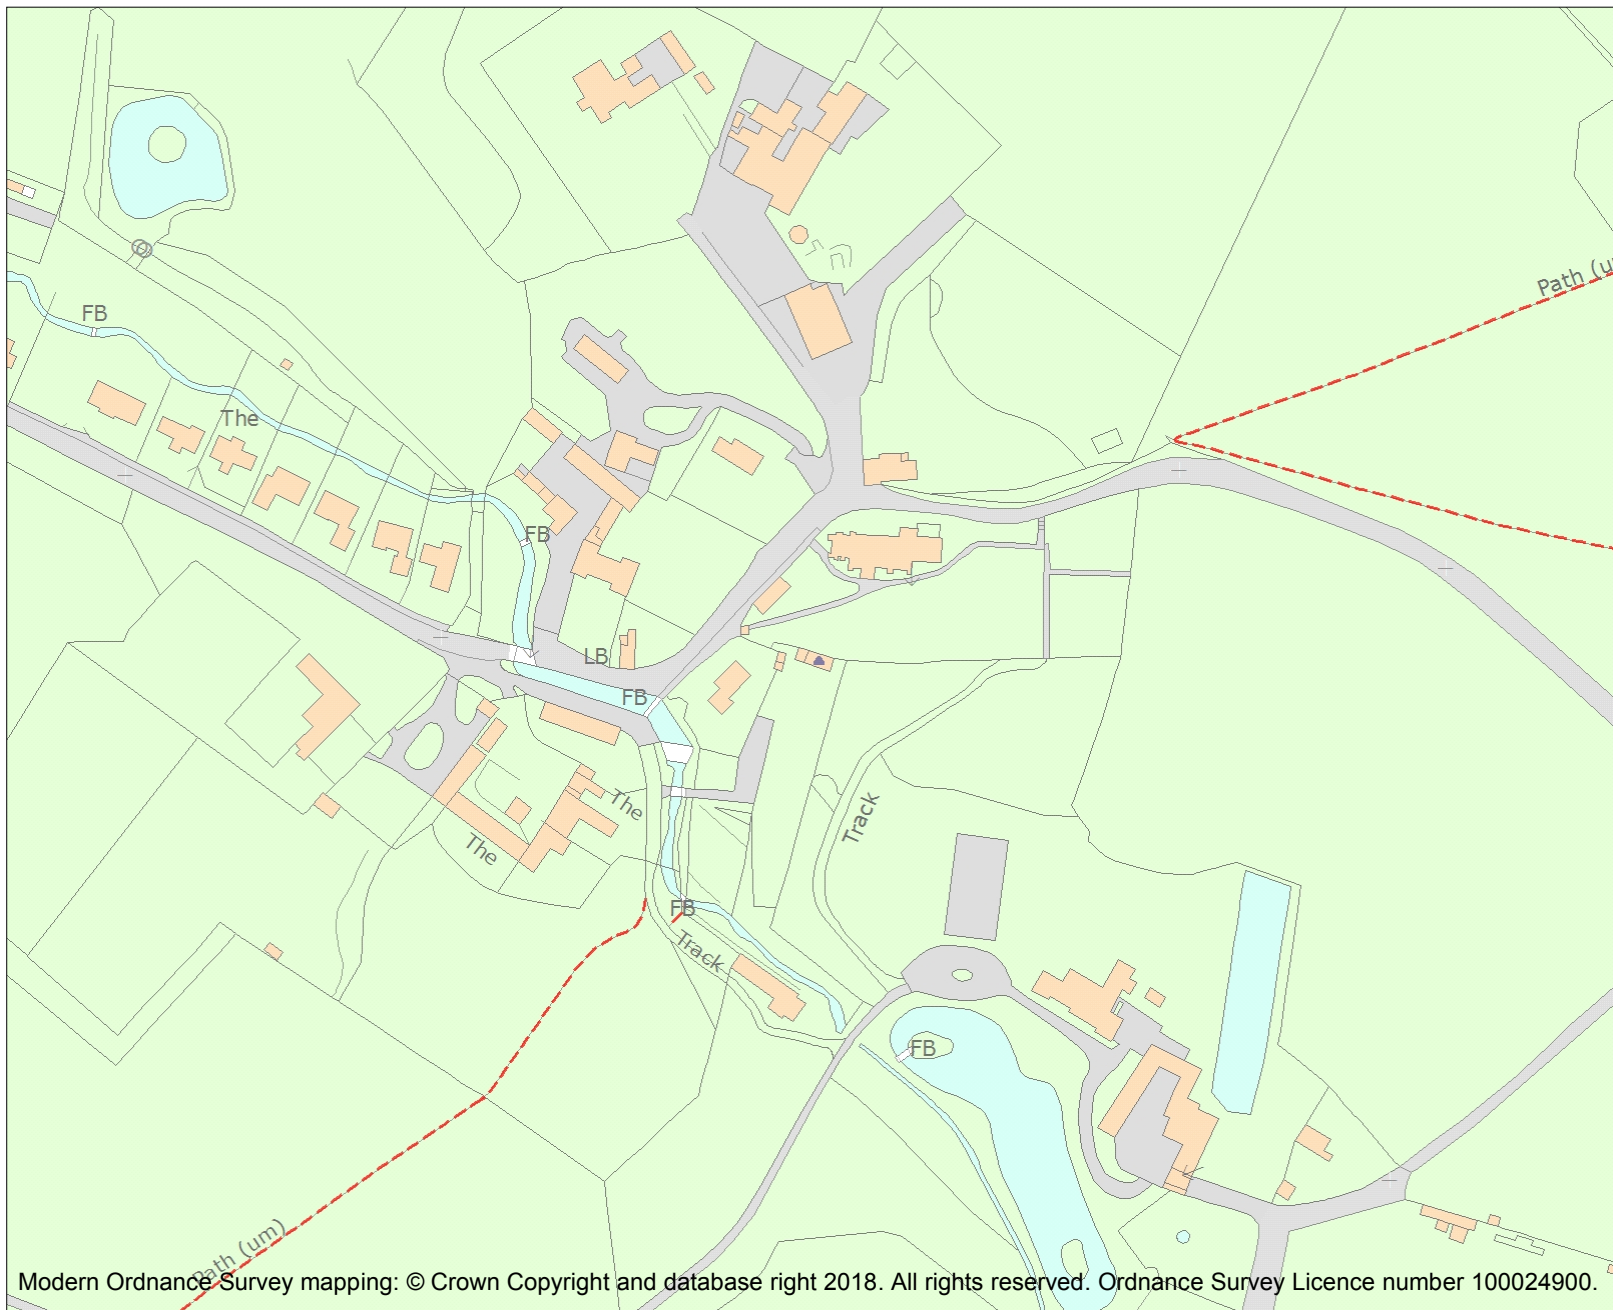 Path (u
FB
The
FB
LB
FB
The
The
Track
FB
Track
FB
Path (um)
Modern Ordnance Survey mapping: © Crown Copyright and database right 2018. All rights reserved. Ordnance Survey Licence number 100024900.